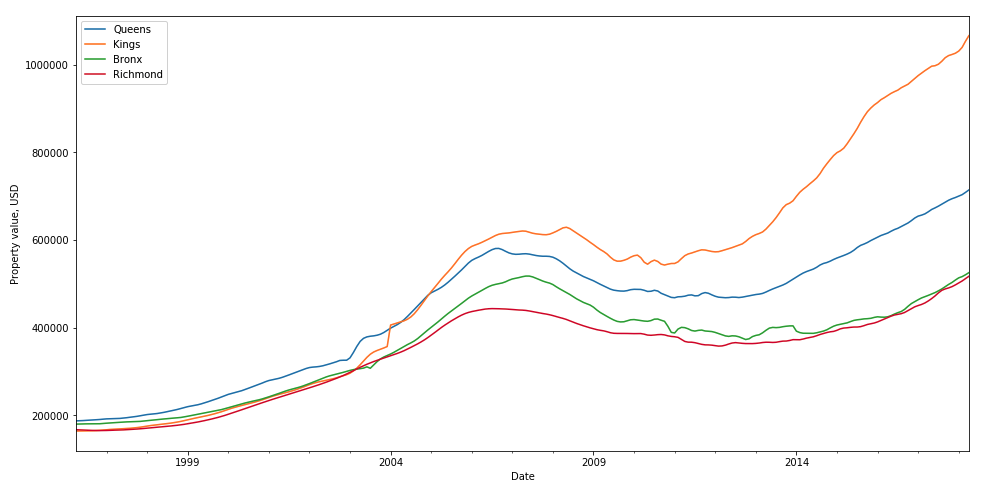 Queens
Kings
Bronx
Richmond
1000000
800000
600000
400000
200000
Property value, USD
1999
2004
2009
2014
Date